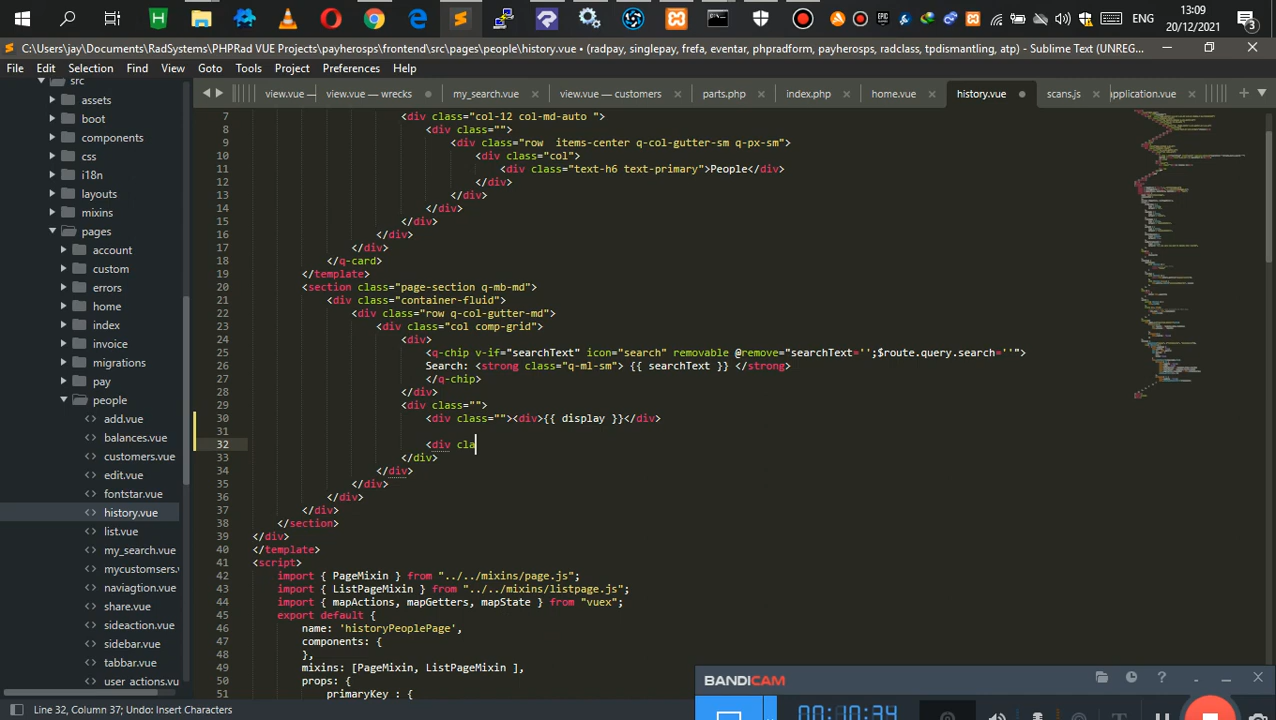 13:09
ENG
20/12/2021
3
C:\Users\jay\Documents\RadSystems\PHPRad VUE Projects\payherosps\frontend\src\pages\people\history.vue • (radpay, singlepay, frefa, eventar, phpradform, payherosps, radclass, tpdismantling, atp) - Sublime Text (UNREG...
File Edit Selection Find View Goto Tools Project Preferences Help
view.vue — view.vue — wrecks my_search.vue view.vue — customers parts.php index.php home.vue history.vue scans.js application.vue
src
assets
boot
components
css
i18n
layouts
mixins
pages
account
custom
errors
home
index
invoice
migrations
pay
people
add.vue
balances.vue
customers.vue
edit.vue
fontstar.vue
history.vue
list.vue
my_search.vue
mycustomsers.
naviagtion.vue
share.vue
sideaction.vue
sidebar.vue
tabbar.vue
user_actions.vu
7 <div class="col-12 col-md-auto ">
8 <div class="">
9 <div class="row  items-center q-col-gutter-sm q-px-sm">
10 <div class="col">
11 <div class="text-h6 text-primary">People</div>
12 </div>
13 </div>
14 </div>
15 </div>
16 </div>
17 </div>
18 </q-card>
19 </template>
20 <section class="page-section q-mb-md">
21 <div class="container-fluid">
22 <div class="row q-col-gutter-md">
23 <div class="col comp-grid">
24 <div>
25 <q-chip v-if="searchText" icon="search" removable @remove="searchText='';$route.query.search=''">
26 Search: <strong class="q-ml-sm"> {{ searchText }} </strong>
27 </q-chip>
28 </div>
29 <div class="">
30 <div class=""><div>{{ display }}</div>
31
32 <div cla
33 </div>
34 </div>
35 </div>
36 </div>
37 </div>
38 </section>
39 </div>
40 </template>
41 <script>
42 import { PageMixin } from "../../mixins/page.js";
43 import { ListPageMixin } from "../../mixins/listpage.js";
44 import { mapActions, mapGetters, mapState } from "vuex";
45 export default {
46 name: 'historyPeoplePage',
47 components: {
48 },
49 mixins: [PageMixin, ListPageMixin ],
50 props: {
51 primaryKey : {
BANDICAM
00:10:34
Line 32, Column 37; Undo: Insert Characters